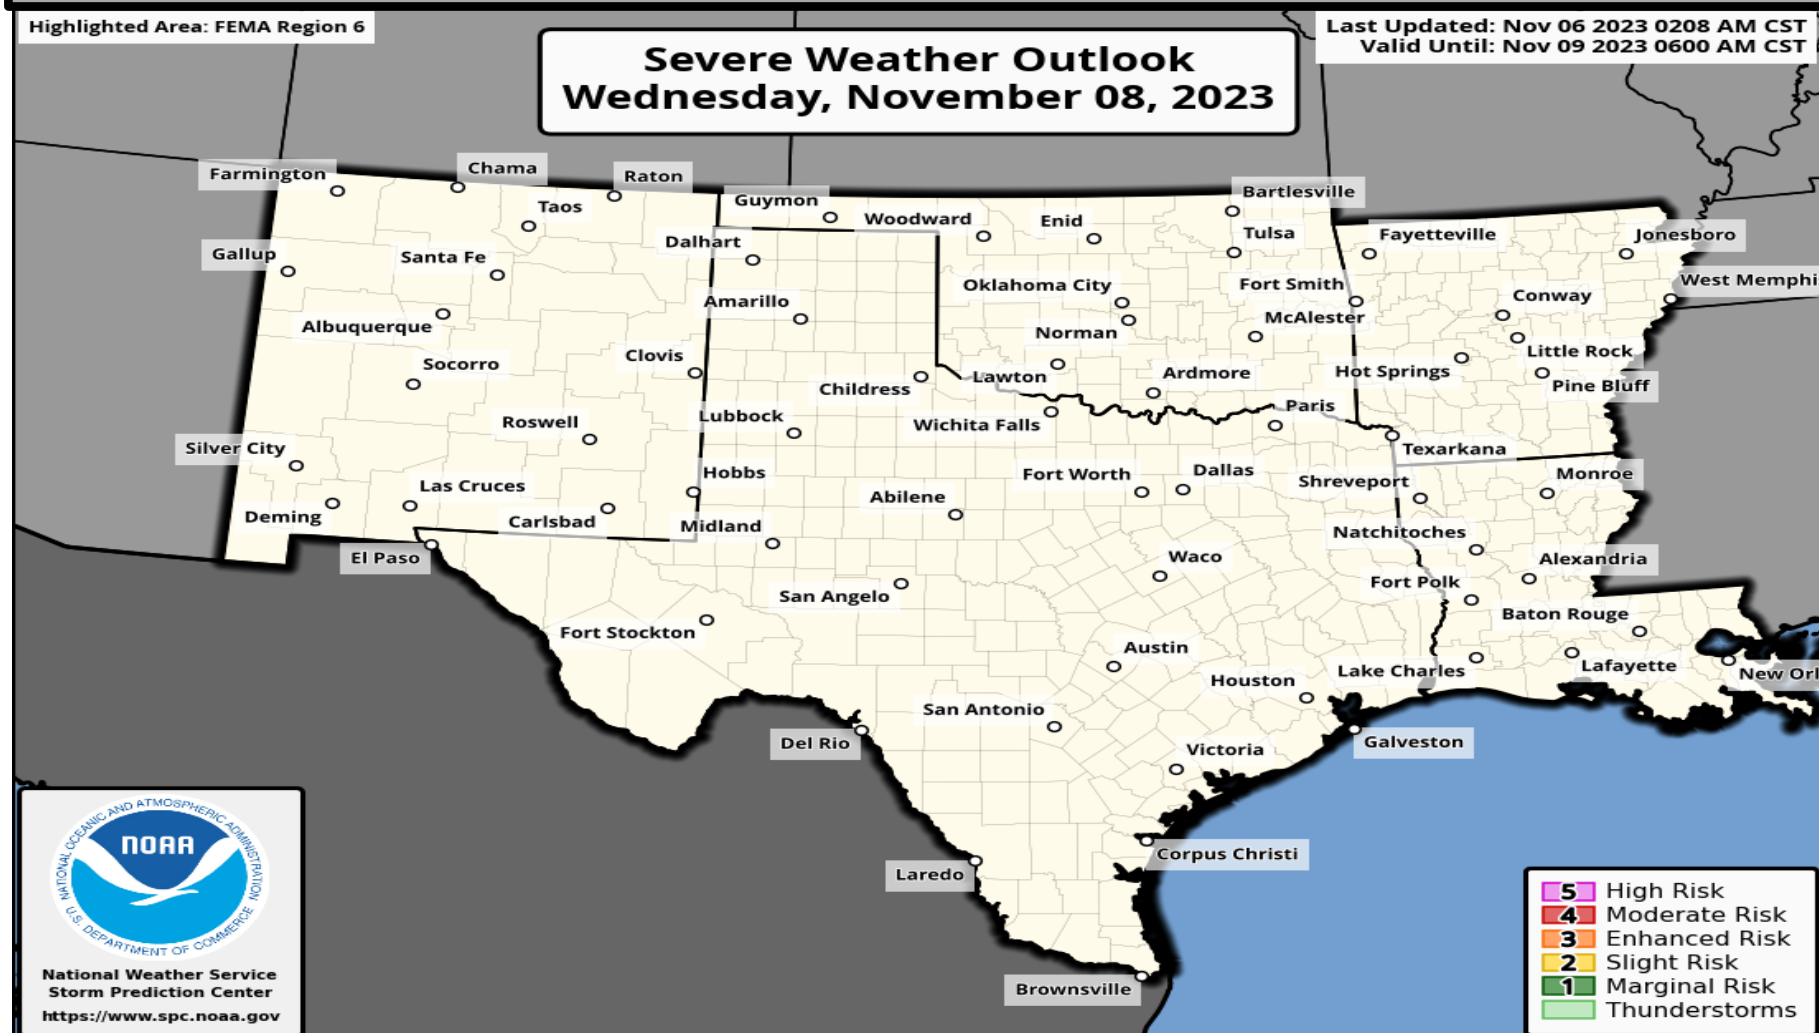 Highlighted Area: FEMA Region 6
Severe Weather Outlook
Wednesday, November 08, 2023
Last Updated: Nov 06 2023 0208 AM CST
Valid Until: Nov 09 2023 0600 AM CST
Farmington
Chama
Raton
Taos
Guymon
Woodward
Enid
Bartlesville
Gallup
Santa Fe
Dalhart
Tulsa
Fayetteville
Jonesboro
Albuquerque
Amarillo
Oklahoma City
Fort Smith
Conway
West Memphi
Norman
McAlester
Socorro
Clovis
Childress
Lawton
Ardmore
Hot Springs
Little Rock
Pine Bluff
Roswell
Lubbock
Wichita Falls
Paris
Texarkana
Silver City
Las Cruces
Hobbs
Abilene
Fort Worth
Dallas
Shreveport
Monroe
Deming
Carlsbad
Midland
Natchitoches
El Paso
San Angelo
Waco
Alexandria
Fort Polk
Fort Stockton
Austin
Baton Rouge
Houston
Lake Charles
Lafayette
New Orl
San Antonio
Del Rio
Victoria
Galveston
Laredo
Corpus Christi
Brownsville
NATIONAL OCEANIC AND ATMOSPHERIC ADMINISTRATION
NOAA
U.S. DEPARTMENT OF COMMERCE
National Weather Service
Storm Prediction Center
https://www.spc.noaa.gov
5 High Risk
4 Moderate Risk
3 Enhanced Risk
2 Slight Risk
1 Marginal Risk
Thunderstorms